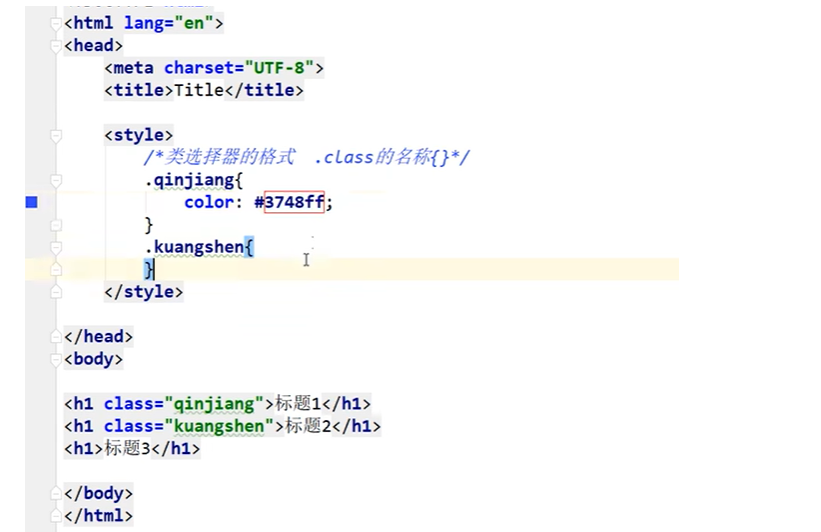 <html lang="en">
<head>
<meta charset="UTF-8">
<title>Title</title>
<style>
/*类选择器的格式  .class的名称{}*/
.qinjiang{
color: #3748ff;
}
.kuangshen{
}
</style>
</head>
<body>
<h1 class="qinjiang">标题1</h1>
<h1 class="kuangshen">标题2</h1>
<h1>标题3</h1>
</body>
</html>